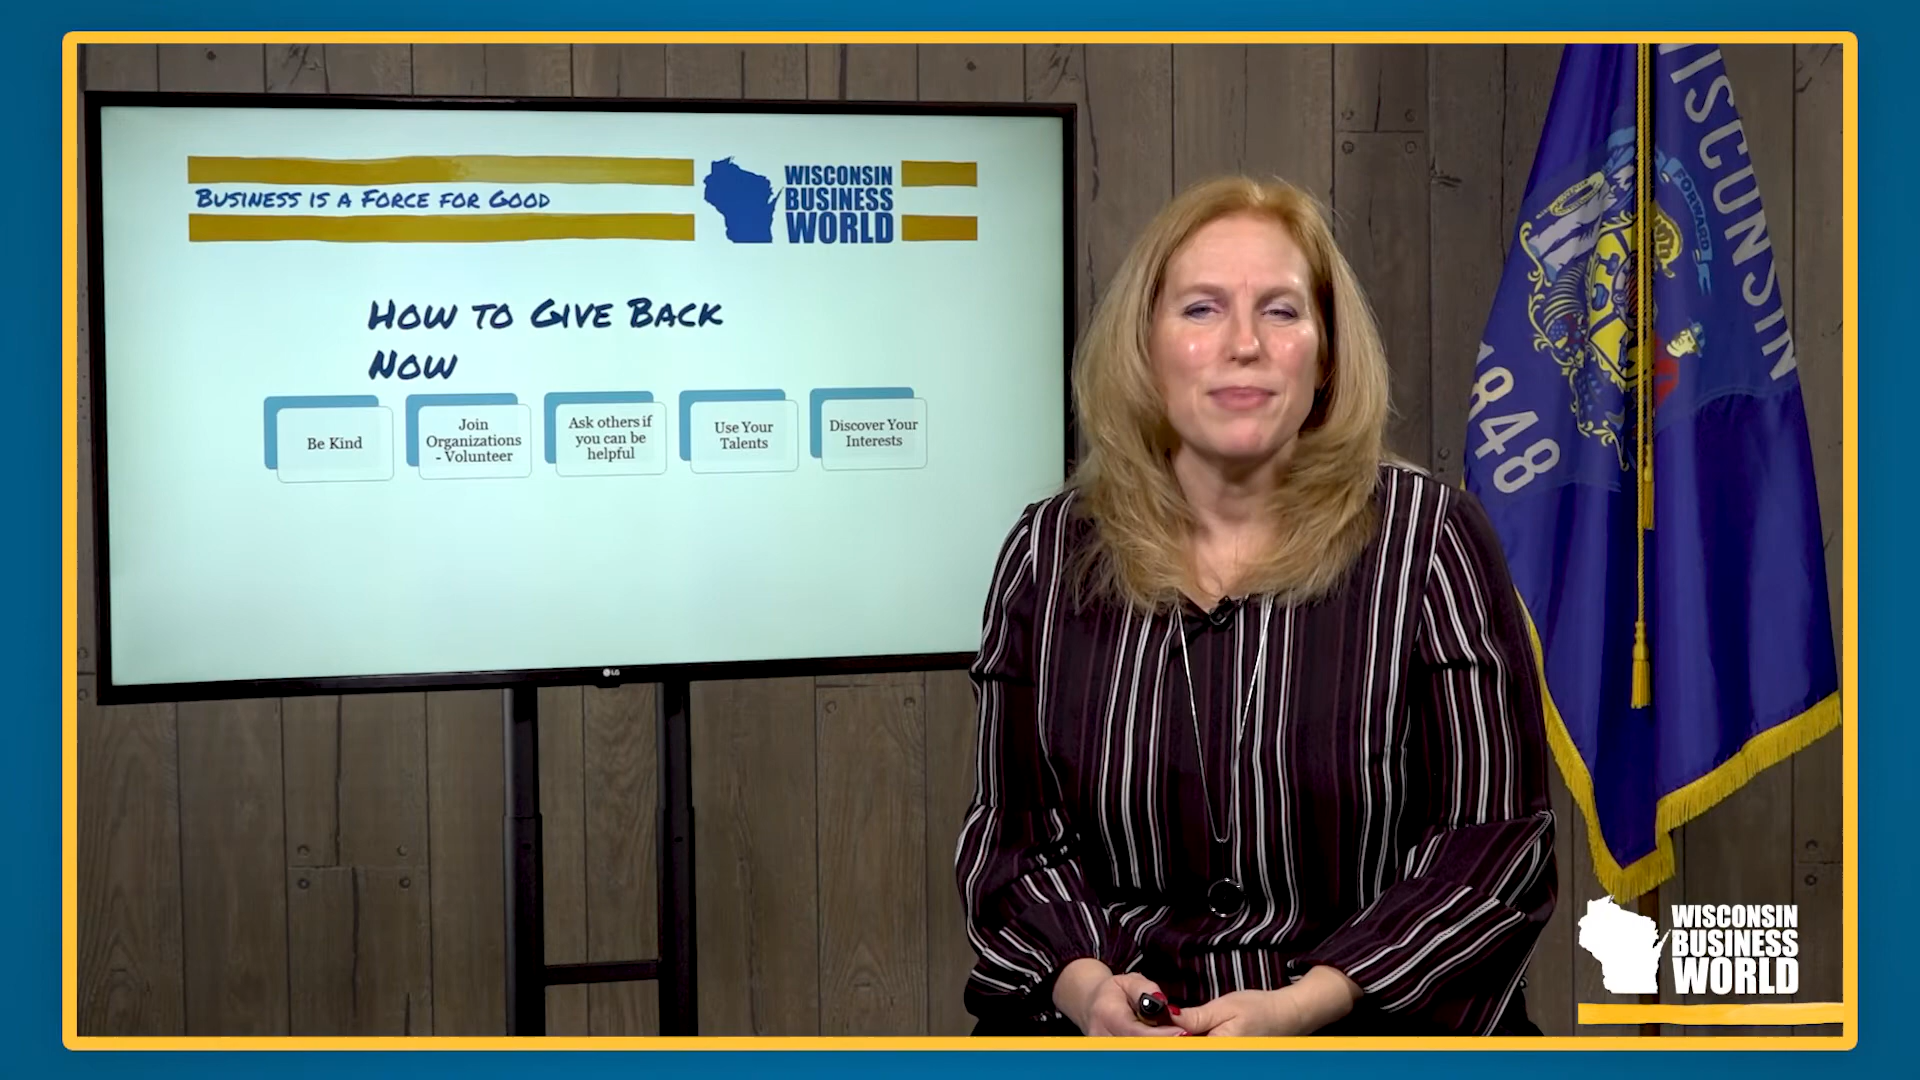 BUSINESS IS A FORCE FOR GOOD
WISCONSIN
BUSINESS
WORLD
HOW TO GIVE BACK
NOW
Be Kind
Join
Organizations
- Volunteer
Ask others if
you can be
helpful
Use Your
Talents
Discover Your
Interests
LG
ISCONSIN
FORWARD
1848
WISCONSIN
BUSINESS
WORLD